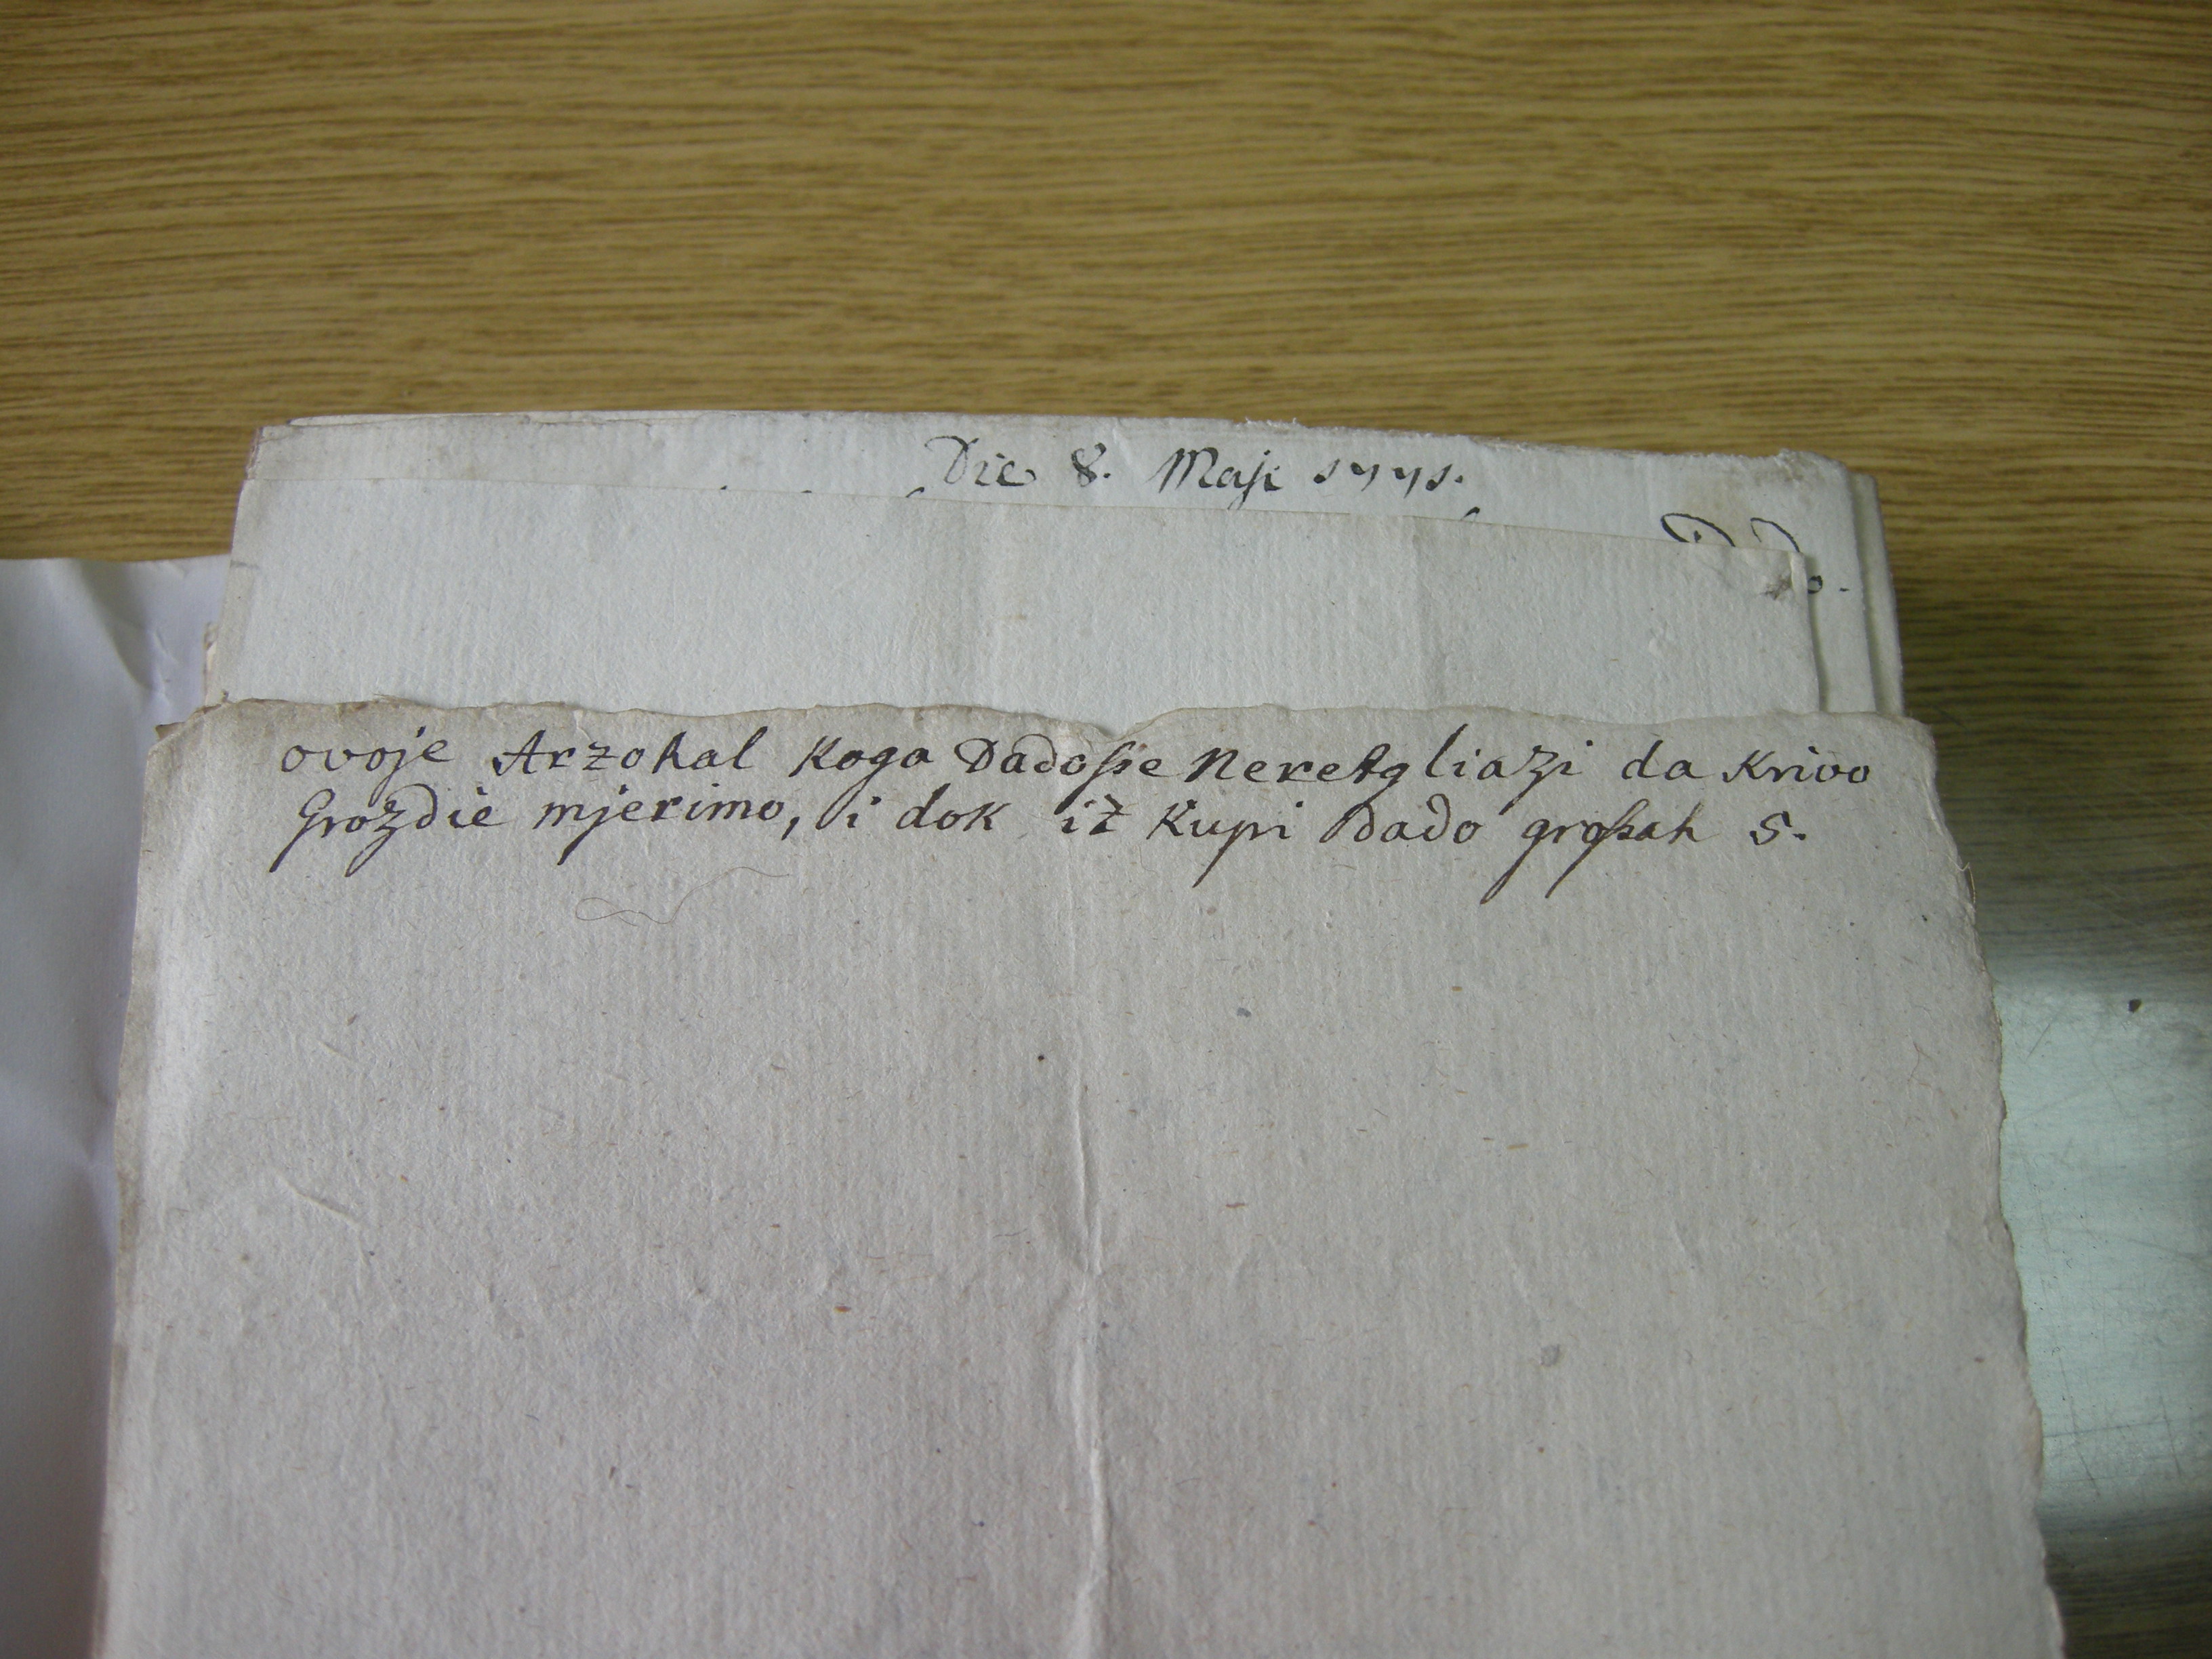 Die 8. Maji 1771.
ovoje Arzohal Koga Dadosse Neretgliazi da Krivo
Grozdie mjerimo, i dok iz Kupi Dado grossah 5.